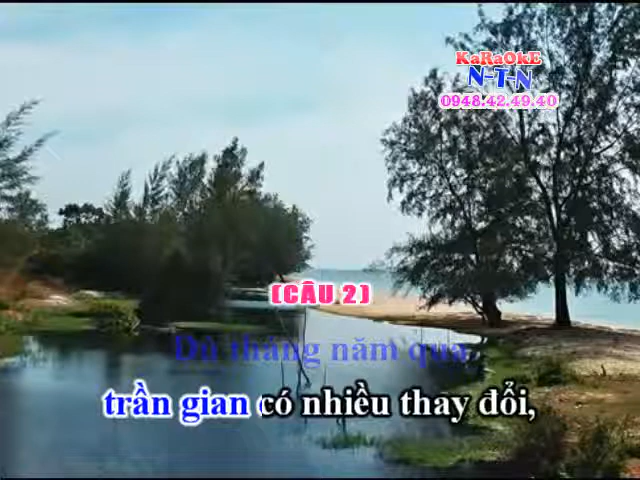 KaRaOkE
N-T-N
0948.42.49.40
(CÂU 2)
Dù tháng năm qua,
trần gian có nhiều thay đổi,